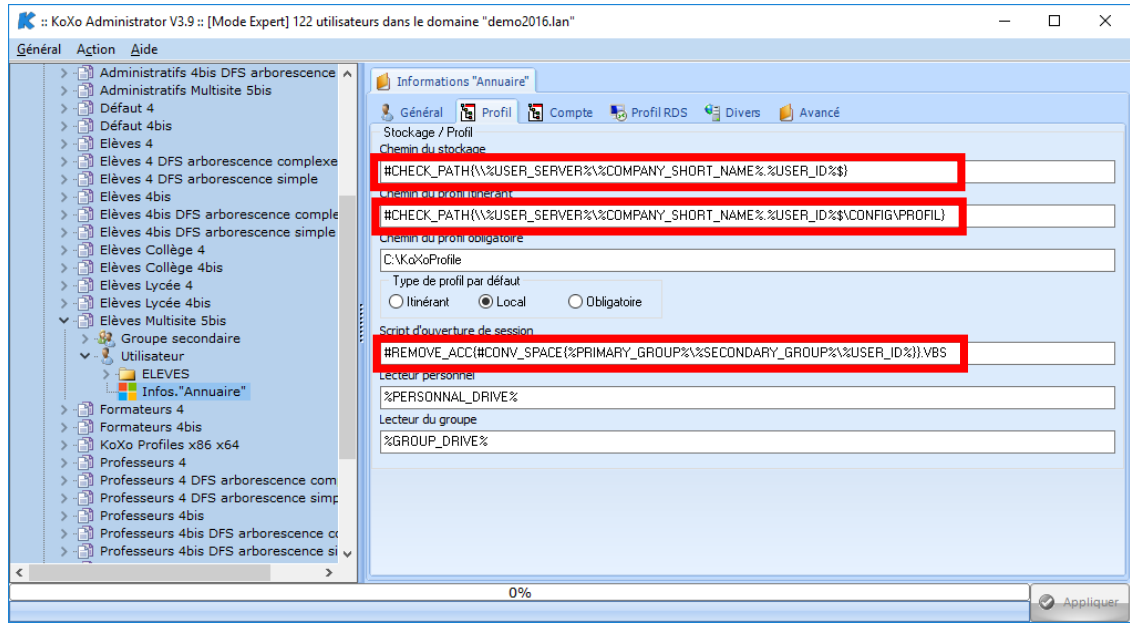 :: KoXo Administrator V3.9 :: [Mode Expert] 122 utilisateurs dans le domaine "demo2016.lan"
Général Action Aide
Administratifs 4bis DFS arborescence
Administratifs Multisite 5bis
Défaut 4
Défaut 4bis
Elèves 4
Elèves 4 DFS arborescence complexe
Elèves 4 DFS arborescence simple
Elèves 4bis
Elèves 4bis DFS arborescence comple
Elèves 4bis DFS arborescence simple
Elèves Collège 4
Elèves Collège 4bis
Elèves Lycée 4
Elèves Lycée 4bis
Elèves Multisite 5bis
Groupe secondaire
Utilisateur
ELEVES
Infos."Annuaire"
Formateurs 4
Formateurs 4bis
KoXo Profiles x86 x64
Professeurs 4
Professeurs 4 DFS arborescence com
Professeurs 4 DFS arborescence simp
Professeurs 4bis
Professeurs 4bis DFS arborescence co
Professeurs 4bis DFS arborescence si
Informations "Annuaire"
Général Profil Compte Profil RDS Divers Avancé
Stockage / Profil
Chemin du stockage
#CHECK_PATH{\\%USER_SERVER%\%COMPANY_SHORT_NAME%.%USER_ID%$}
Chemin du profil itinérant
#CHECK_PATH{\\%USER_SERVER%\%COMPANY_SHORT_NAME%.%USER_ID%$\CONFIG\PROFIL}
Chemin du profil obligatoire
C:\KoXoProfile
Type de profil par défaut
Itinérant Local Obligatoire
Script d'ouverture de session
#REMOVE_ACC{#CONV_SPACE{%PRIMARY_GROUP%\%SECONDARY_GROUP%\%USER_ID%}}.VBS
Lecteur personnel
%PERSONNAL_DRIVE%
Lecteur du groupe
%GROUP_DRIVE%
0%
Appliquer